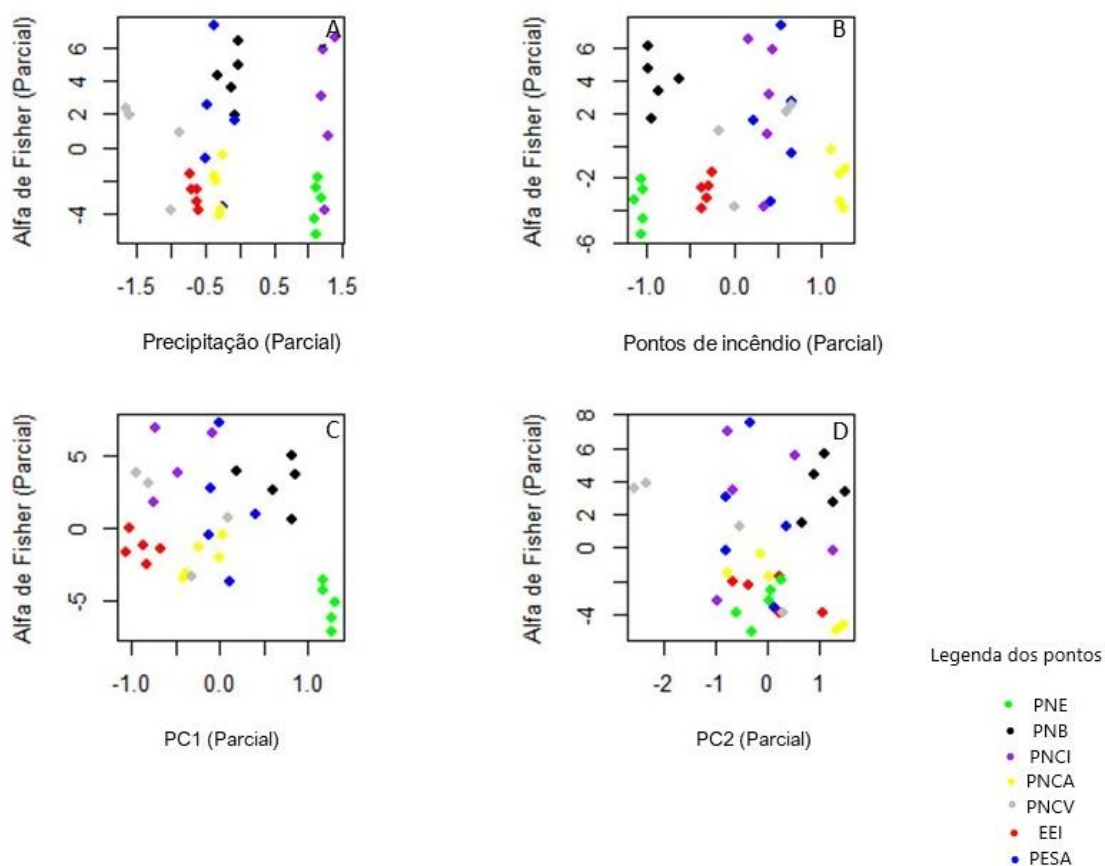 A
Alfa de Fisher (Parcial)
6
4
2
0
-4
-1.5
-0.5
0.5
1.5
Precipitação (Parcial)
B
Alfa de Fisher (Parcial)
6
2
-2
-6
-1.0
0.0
1.0
Pontos de incêndio (Parcial)
C
Alfa de Fisher (Parcial)
5
0
-5
-1.0
0.0
1.0
PC1 (Parcial)
D
Alfa de Fisher (Parcial)
8
4
0
-4
-2
-1
0
1
PC2 (Parcial)
Legenda dos pontos
PNE
PNB
PNCI
PNCA
PNCV
EEI
PESA